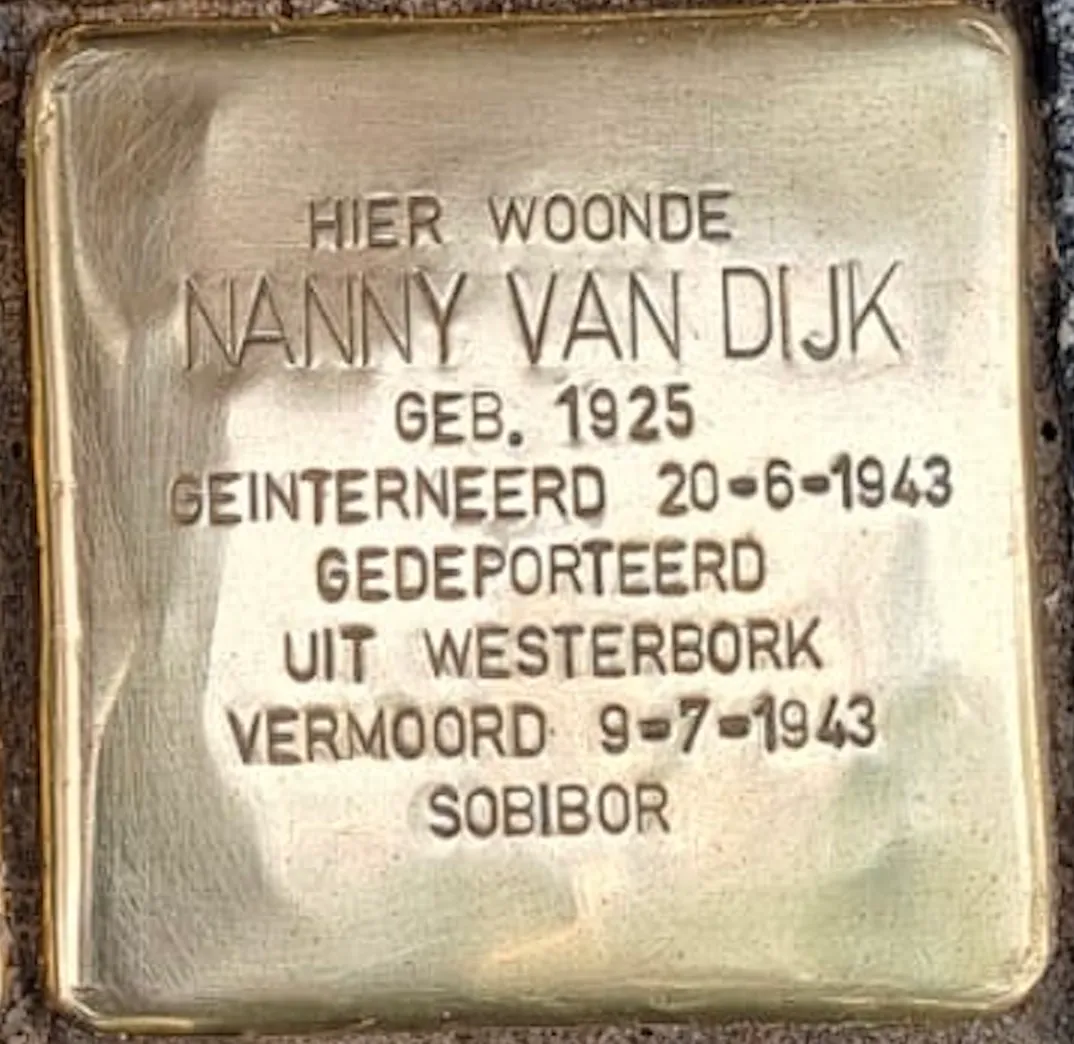 HIER WOONDE
NANNY VAN DIJK
GEB. 1925
GEINTERNEERD 20-6-1943
GEDEPORTEERD
UIT WESTERBORK
VERMOORD 9-7-1943
SOBIBOR